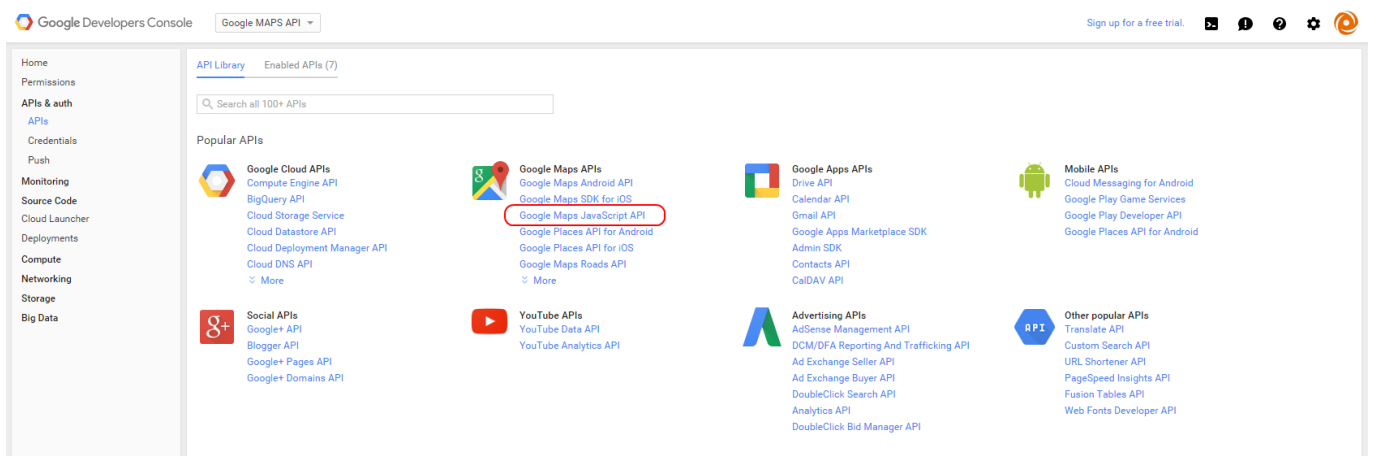 Google Developers Console
Google MAPS API
Sign up for a free trial.
Home
Permissions
APIs & auth
APIs
Credentials
Push
Monitoring
Source Code
Cloud Launcher
Deployments
Compute
Networking
Storage
Big Data
API Library
Enabled APIs (7)
Search all 100+ APIs
Popular APIs
Google Cloud APIs
Compute Engine API
BigQuery API
Cloud Storage Service
Cloud Datastore API
Cloud Deployment Manager API
Cloud DNS API
More
g
Google Maps APIs
Google Maps Android API
Google Maps SDK for iOS
Google Maps JavaScript API
Google Places API for Android
Google Places API for iOS
Google Maps Roads API
More
Google Apps APIs
Drive API
Calendar API
Gmail API
Google Apps Marketplace SDK
Admin SDK
Contacts API
CalDAV API
Mobile APIs
Cloud Messaging for Android
Google Play Game Services
Google Play Developer API
Google Places API for Android
g+
Social APIs
Google+ API
Blogger API
Google+ Pages API
Google+ Domains API
YouTube APIs
YouTube Data API
YouTube Analytics API
Advertising APIs
AdSense Management API
DCM/DFA Reporting And Trafficking API
Ad Exchange Seller API
Ad Exchange Buyer API
DoubleClick Search API
Analytics API
DoubleClick Bid Manager API
API
Other popular APIs
Translate API
Custom Search API
URL Shortener API
PageSpeed Insights API
Fusion Tables API
Web Fonts Developer API